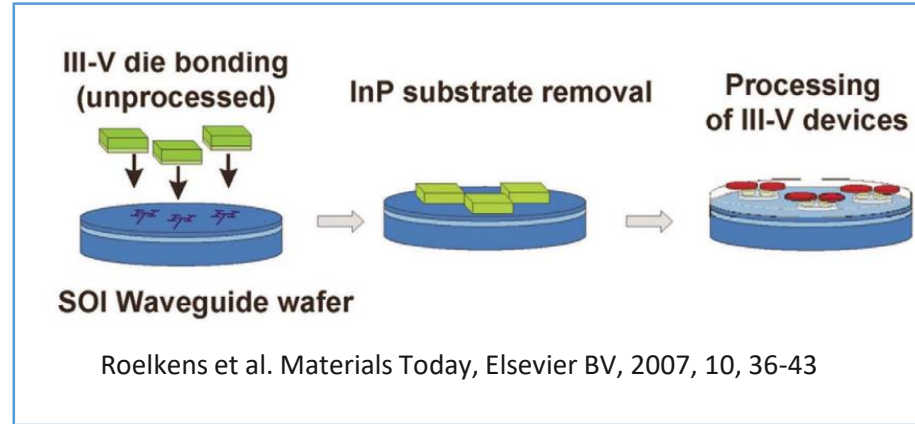 III-V die bonding
(unprocessed)
InP substrate removal
Processing
of III-V devices
SOI Waveguide wafer
Roelkens et al. Materials Today, Elsevier BV, 2007, 10, 36-43